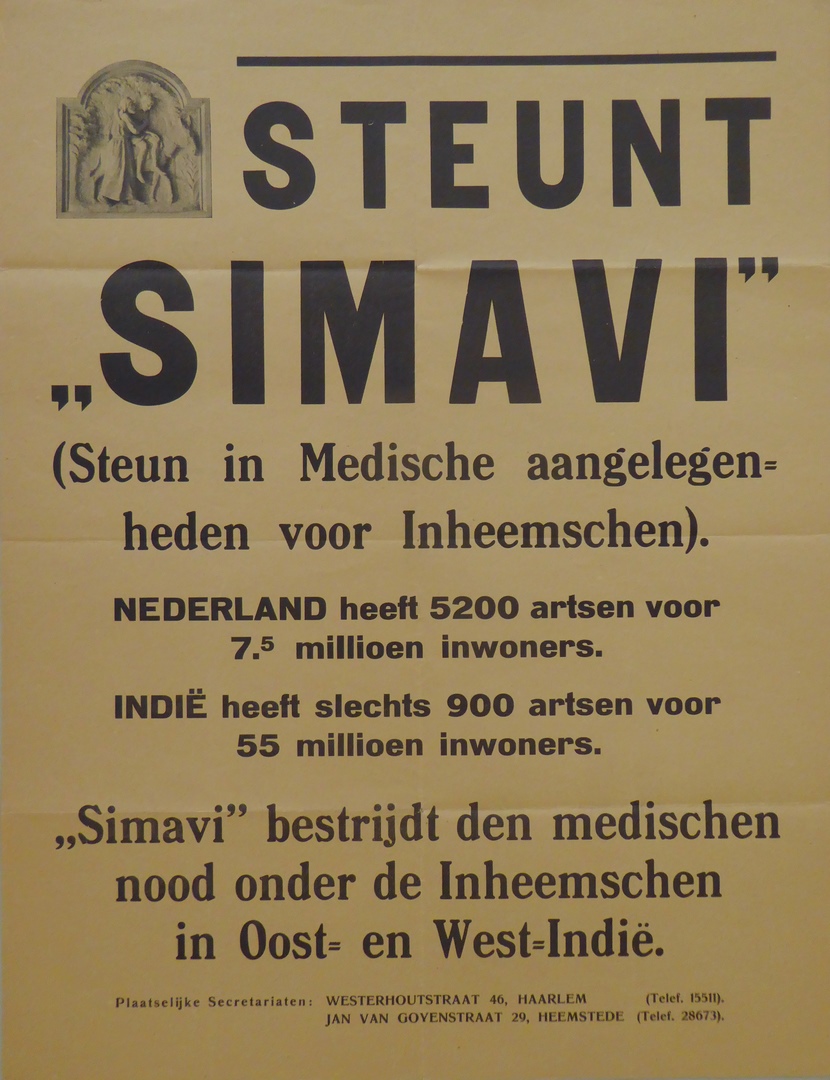 STEUNT
„SIMAVI”
(Steun in Medische aangelegen=
heden voor Inheemschen).
NEDERLAND heeft 5200 artsen voor
7.⁵ millioen inwoners.
INDIË heeft slechts 900 artsen voor
55 millioen inwoners.
„Simavi” bestrijdt den medischen
nood onder de Inheemschen
in Oost= en West=Indië.
Plaatselijke Secretariaten: WESTERHOUTSTRAAT 46, HAARLEM (Telef. 15511).
JAN VAN GOYENSTRAAT 29, HEEMSTEDE (Telef. 28673).